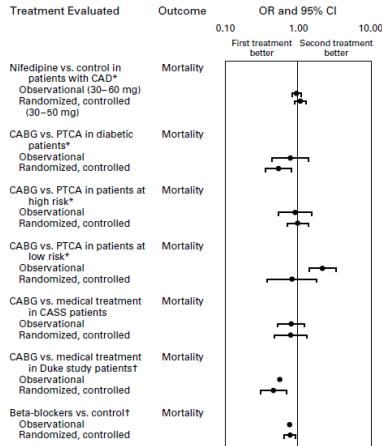 Treatment Evaluated Outcome OR and 95% CI
0.10 1.00 10.00
First treatment better Second treatment better
Nifedipine vs. control in Mortality
patients with CAD*
Observational (30–60 mg)
Randomized, controlled
(30–50 mg)
CABG vs. PTCA in diabetic Mortality
patients*
Observational
Randomized, controlled
CABG vs. PTCA in patients at Mortality
high risk*
Observational
Randomized, controlled
CABG vs. PTCA in patients at Mortality
low risk*
Observational
Randomized, controlled
CABG vs. medical treatment Mortality
in CASS patients
Observational
Randomized, controlled
CABG vs. medical treatment Mortality
in Duke study patients†
Observational
Randomized, controlled
Beta-blockers vs. control† Mortality
Observational
Randomized, controlled